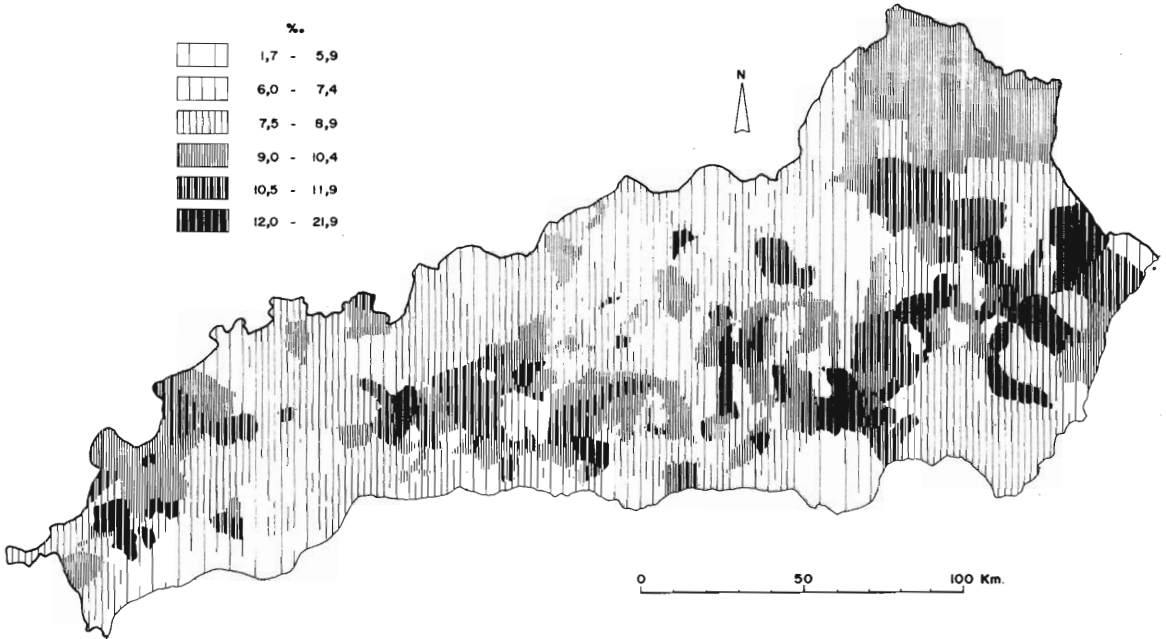 ‰
1,7 - 5,9
6,0 - 7,4
7,5 - 8,9
9,0 - 10,4
10,5 - 11,9
12,0 - 21,9
N
0 50 100 Km.